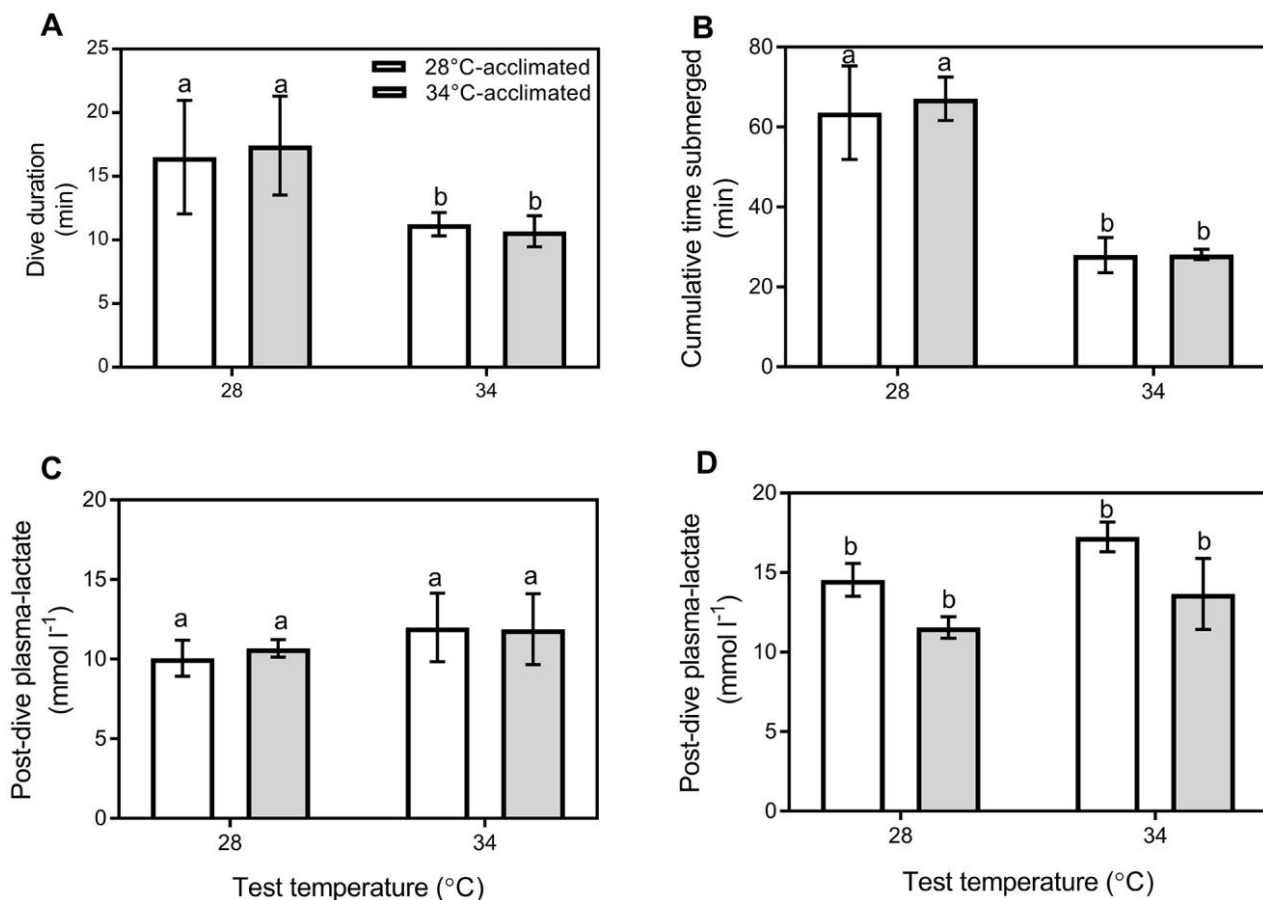 A
Dive duration
(min)
25
20
15
10
5
0
28°C-acclimated
34°C-acclimated
a
a
b
b
28
34
B
Cumulative time submerged
(min)
80
60
40
20
0
a
a
b
b
28
34
C
Post-dive plasma-lactate
(mmol l⁻¹)
20
15
10
5
0
a
a
a
a
28
34
Test temperature (°C)
D
Post-dive plasma-lactate
(mmol l⁻¹)
20
15
10
5
0
b
b
b
b
28
34
Test temperature (°C)